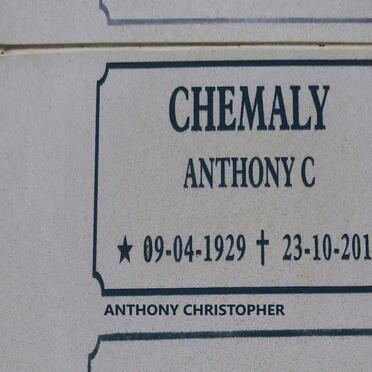 CHEMALY
ANTHONY C
★ 09-04-1929 † 23-10-201
ANTHONY CHRISTOPHER